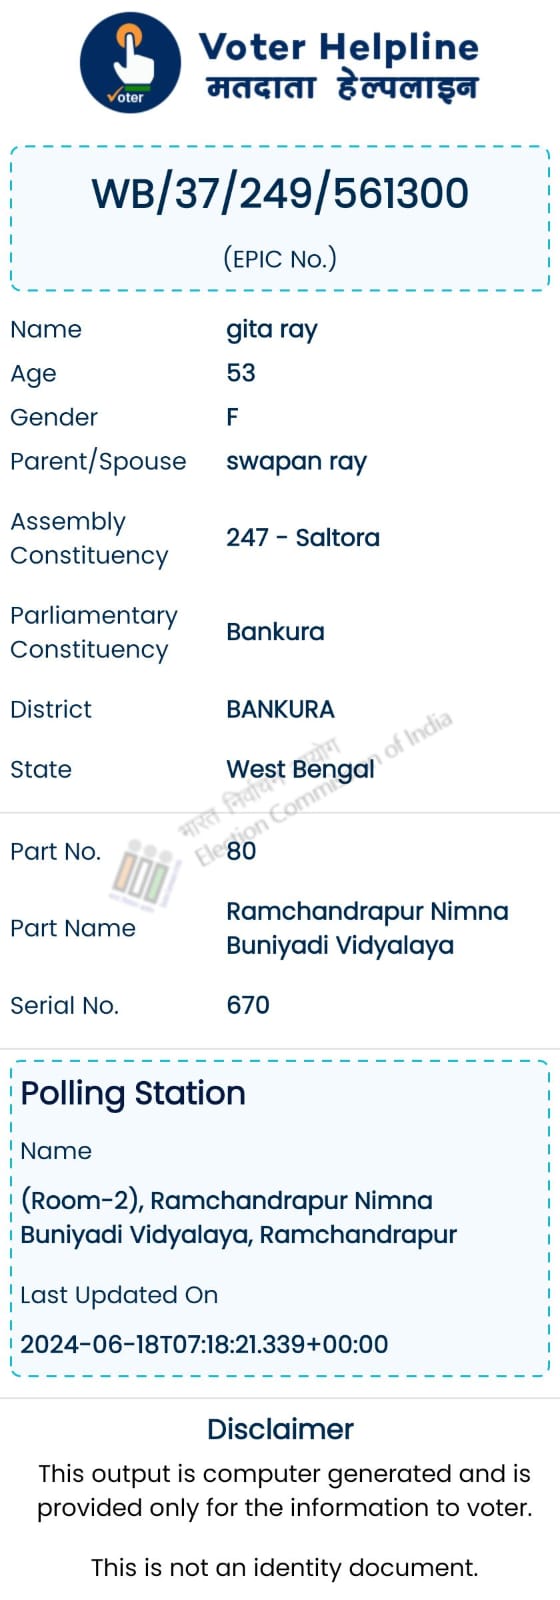 Voter Helpline
मतदाता हेल्पलाइन
Voter
WB/37/249/561300
(EPIC No.)
Name gita ray
Age 53
Gender F
Parent/Spouse swapan ray
Assembly
Constituency
247 - Saltora
Parliamentary
Constituency
Bankura
District BANKURA
State West Bengal
भारत निर्वाचन आयोग
Election Commission of India
Part No. 80
Part Name
Ramchandrapur Nimna
Buniyadi Vidyalaya
Serial No. 670
Polling Station
Name
(Room-2), Ramchandrapur Nimna
Buniyadi Vidyalaya, Ramchandrapur
Last Updated On
2024-06-18T07:18:21.339+00:00
Disclaimer
This output is computer generated and is
provided only for the information to voter.
This is not an identity document.